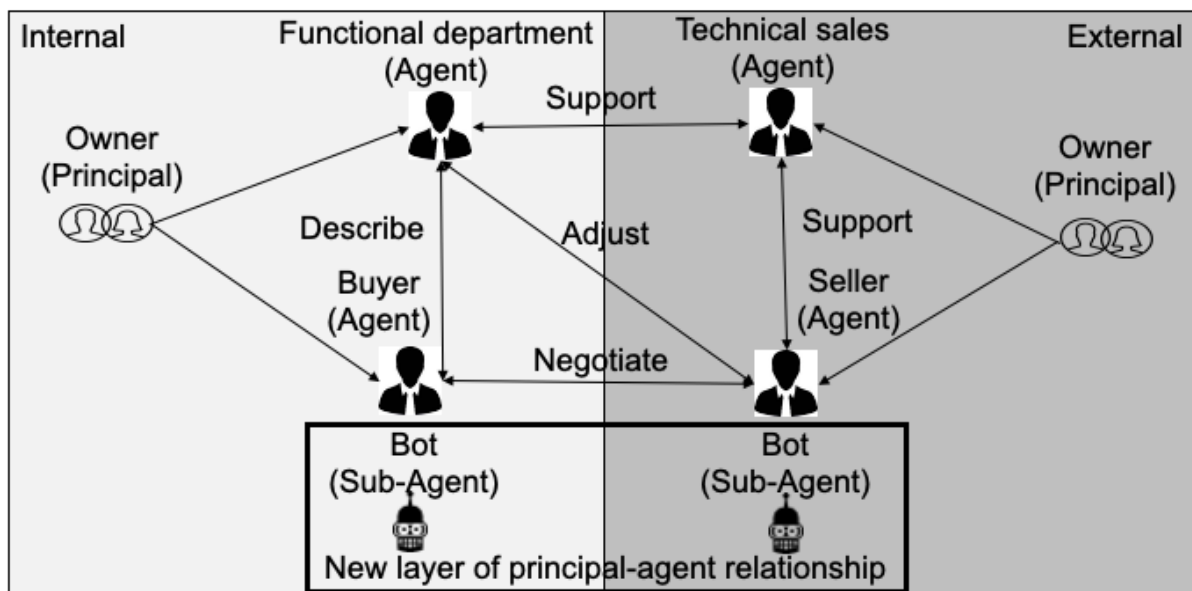 Internal
Functional department
(Agent)
Technical sales
(Agent)
External
Support
Owner
(Principal)
Owner
(Principal)
Describe
Adjust
Support
Buyer
(Agent)
Seller
(Agent)
Negotiate
Bot
(Sub-Agent)
Bot
(Sub-Agent)
New layer of principal-agent relationship